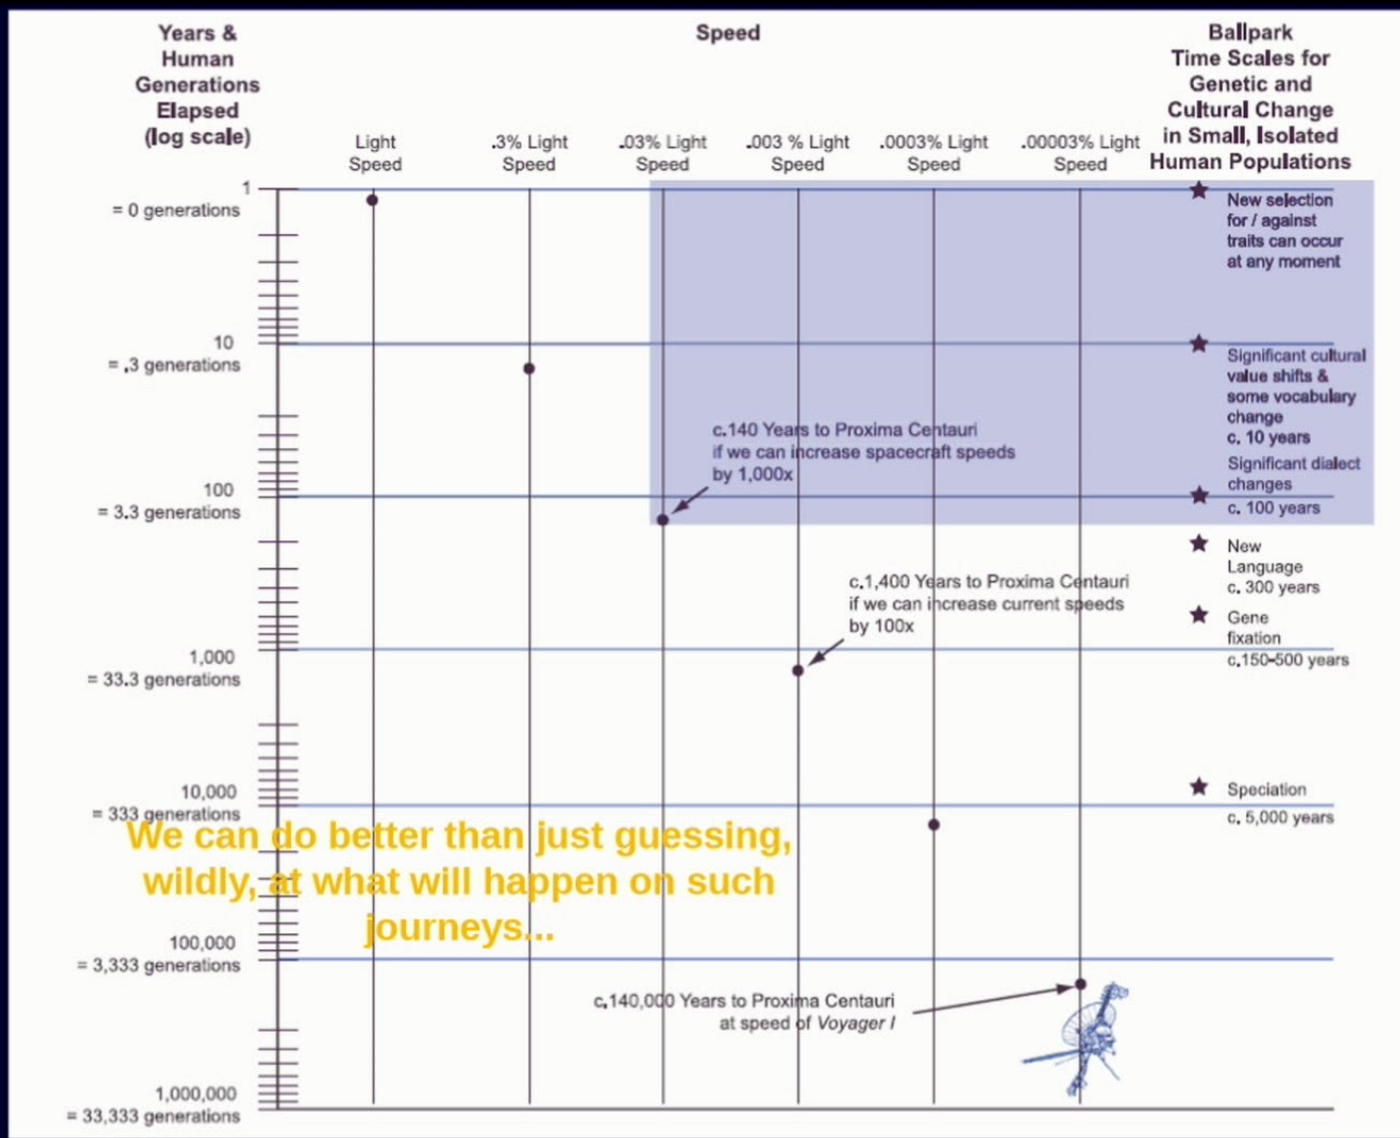 Years &
Human
Generations
Elapsed
(log scale)
Speed
Ballpark
Time Scales for
Genetic and
Cultural Change
in Small, Isolated
Human Populations
Light
Speed
.3% Light
Speed
.03% Light
Speed
.003 % Light
Speed
.0003% Light
Speed
.00003% Light
Speed
1
= 0 generations
New selection
for / against
traits can occur
at any moment
10
= .3 generations
Significant cultural
value shifts &
some vocabulary
change
c. 10 years
c.140 Years to Proxima Centauri
if we can increase spacecraft speeds
by 1,000x
Significant dialect
changes
c. 100 years
100
= 3.3 generations
New
Language
c. 300 years
c.1,400 Years to Proxima Centauri
if we can increase current speeds
by 100x
Gene
fixation
c.150-500 years
1,000
= 33.3 generations
10,000
= 333 generations
Speciation
c. 5,000 years
We can do better than just guessing,
wildly, at what will happen on such
journeys...
100,000
= 3,333 generations
c.140,000 Years to Proxima Centauri
at speed of Voyager I
1,000,000
= 33,333 generations